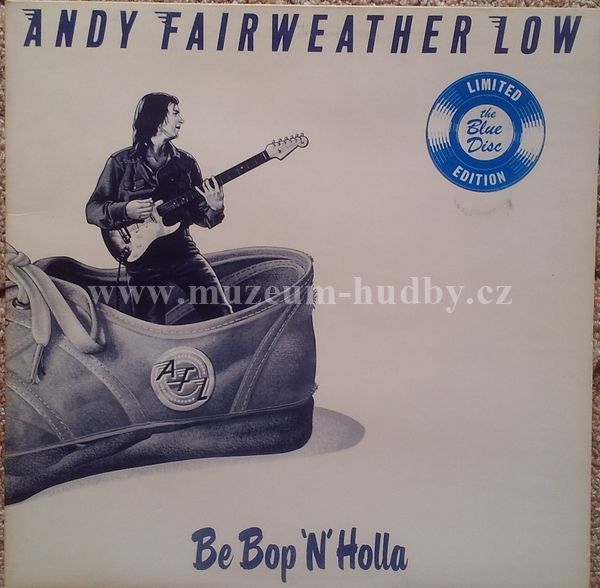 ANDY FAIRWEATHER LOW
LIMITED
the
Blue
Disc
EDITION
www.muzeum-hudby.cz
AFL
Be Bop 'N' Holla